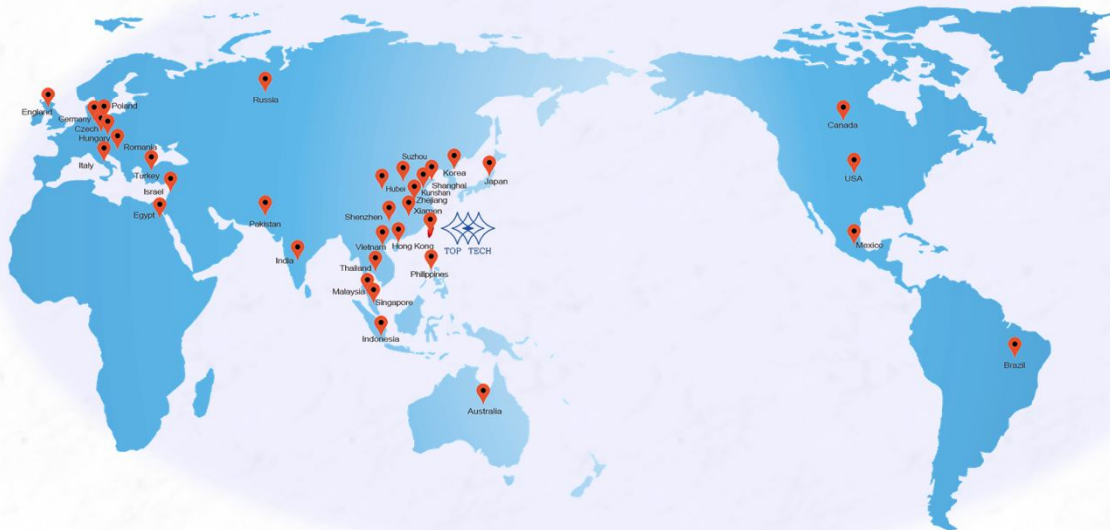 Russia
England
Poland
Germany
Czech
Hungary
Romania
Italy
Turkey
Israel
Egypt
Pakistan
India
Suzhou
Hubei
Shanghai
Kunshan
Zhejiang
Xiamen
Shenzhen
Korea
Japan
TOP TECH
Vietnam
Hong Kong
Thailand
Philippines
Malaysia
Singapore
Indonesia
Australia
Canada
USA
Mexico
Brazil